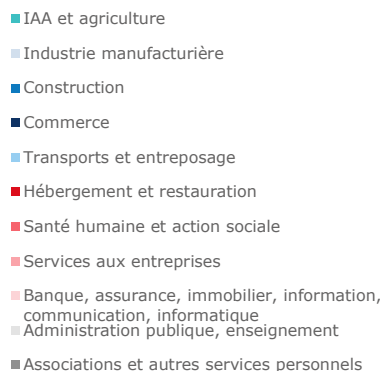 IAA et agriculture
Industrie manufacturière
Construction
Commerce
Transports et entreposage
Hébergement et restauration
Santé humaine et action sociale
Services aux entreprises
Banque, assurance, immobilier, information,
communication, informatique
Administration publique, enseignement
Associations et autres services personnels